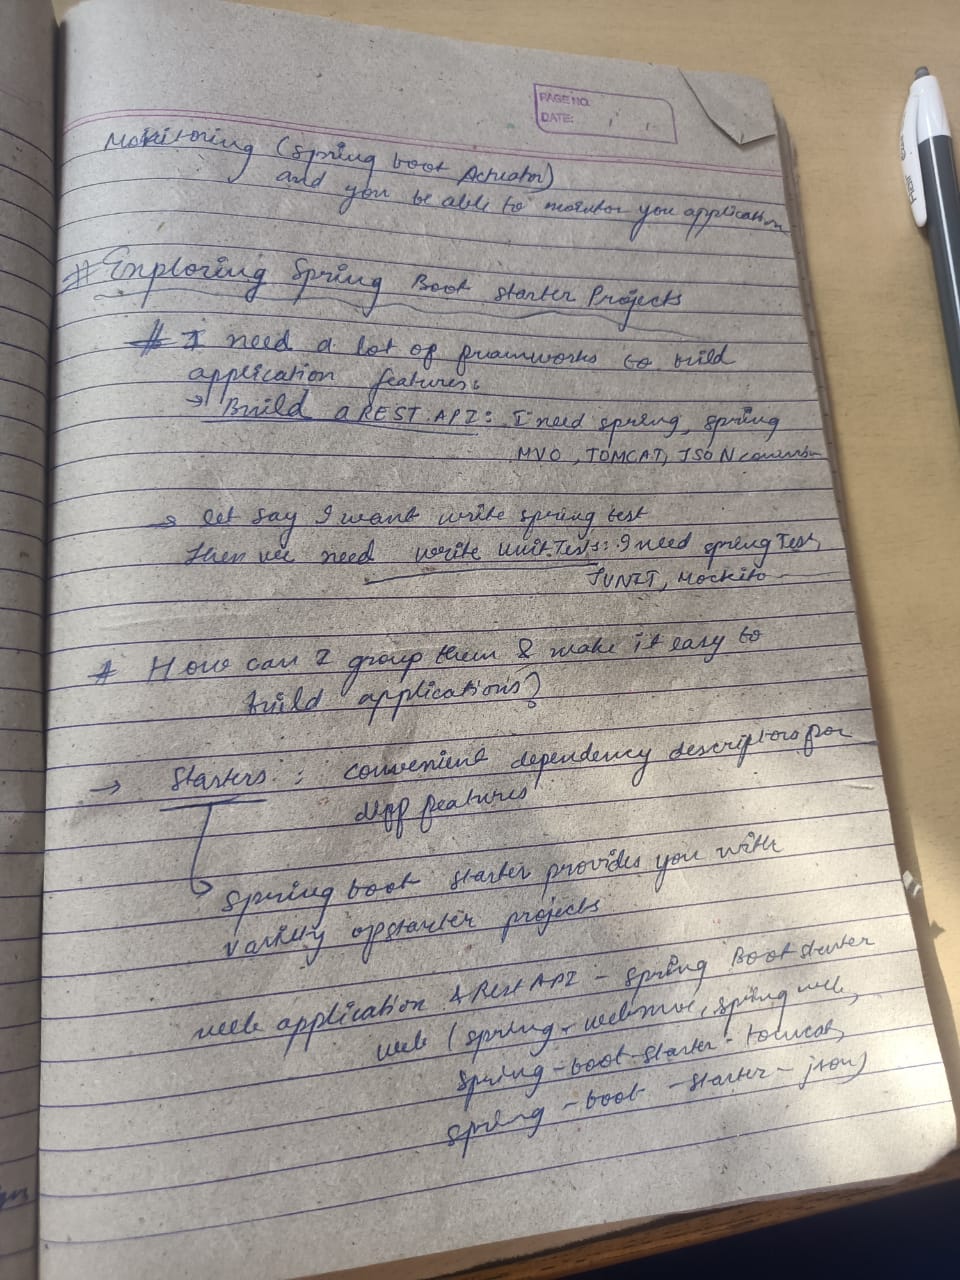 PAGE NO.
DATE:
Monitoring (Spring boot Actuator)
and you be able to monitor you application
# Exploring Spring Boot Starter Projects
# I need a lot of framworks to build
application features:
→ Build a REST API: I need spring, spring
MVC, TOMCAT, JSON conversion
→ let say I want write spring test
then we need write unit Tests: I need spring Test,
JUNIT, Mockito
# How can I group them & make it easy to
build applications?
→ Starters: convenient dependency descriptors for
diff features
Spring boot starter provides you with
variety of starter projects
web application & Rest API - Spring Boot starter
web (spring-webmvc, spring web,
spring-boot-starter-tomcat,
spring-boot-starter-json)
Flair